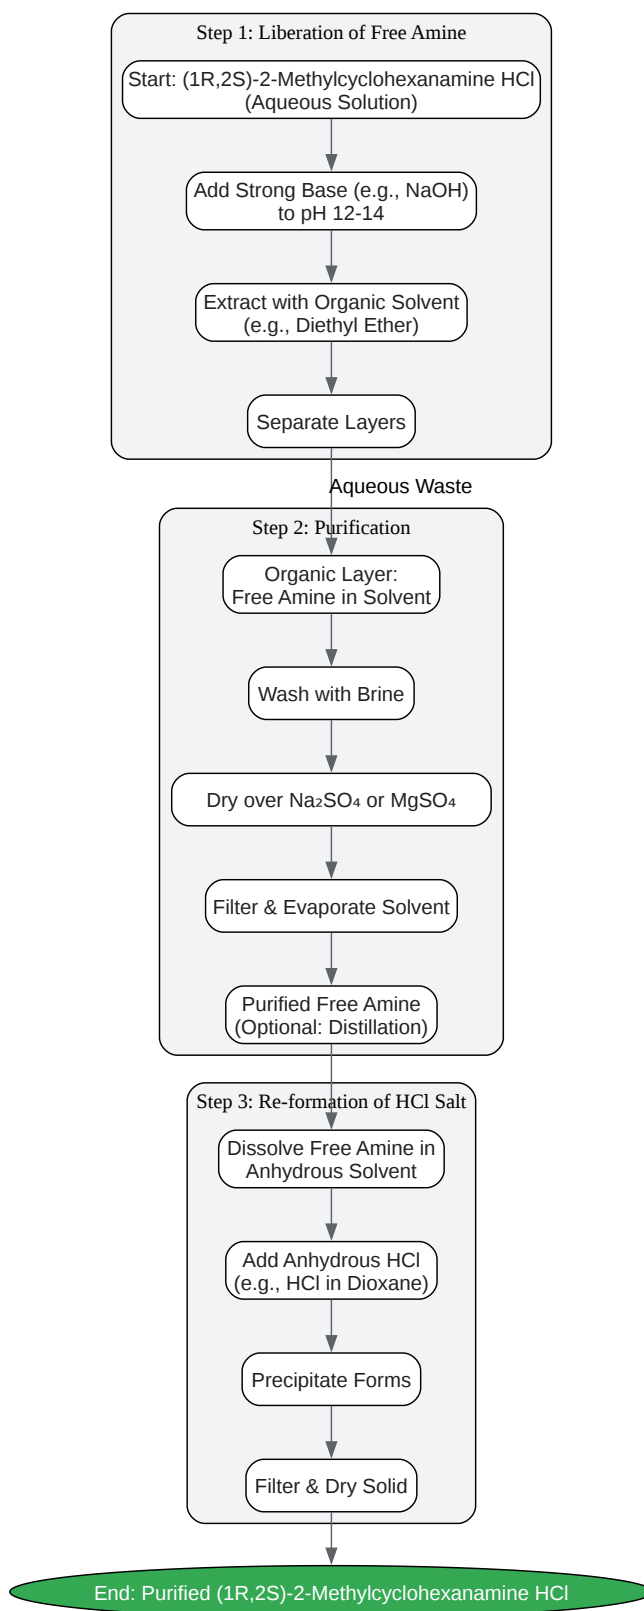 Step 1: Liberation of Free Amine
Start: (1R,2S)-2-Methylcyclohexanamine HCl
(Aqueous Solution)
Add Strong Base (e.g., NaOH)
to pH 12-14
Extract with Organic Solvent
(e.g., Diethyl Ether)
Separate Layers
Aqueous Waste
Step 2: Purification
Organic Layer:
Free Amine in Solvent
Wash with Brine
Dry over Na₂SO₄ or MgSO₄
Filter & Evaporate Solvent
Purified Free Amine
(Optional: Distillation)
Step 3: Re-formation of HCl Salt
Dissolve Free Amine in
Anhydrous Solvent
Add Anhydrous HCl
(e.g., HCl in Dioxane)
Precipitate Forms
Filter & Dry Solid
End: Purified (1R,2S)-2-Methylcyclohexanamine HCl